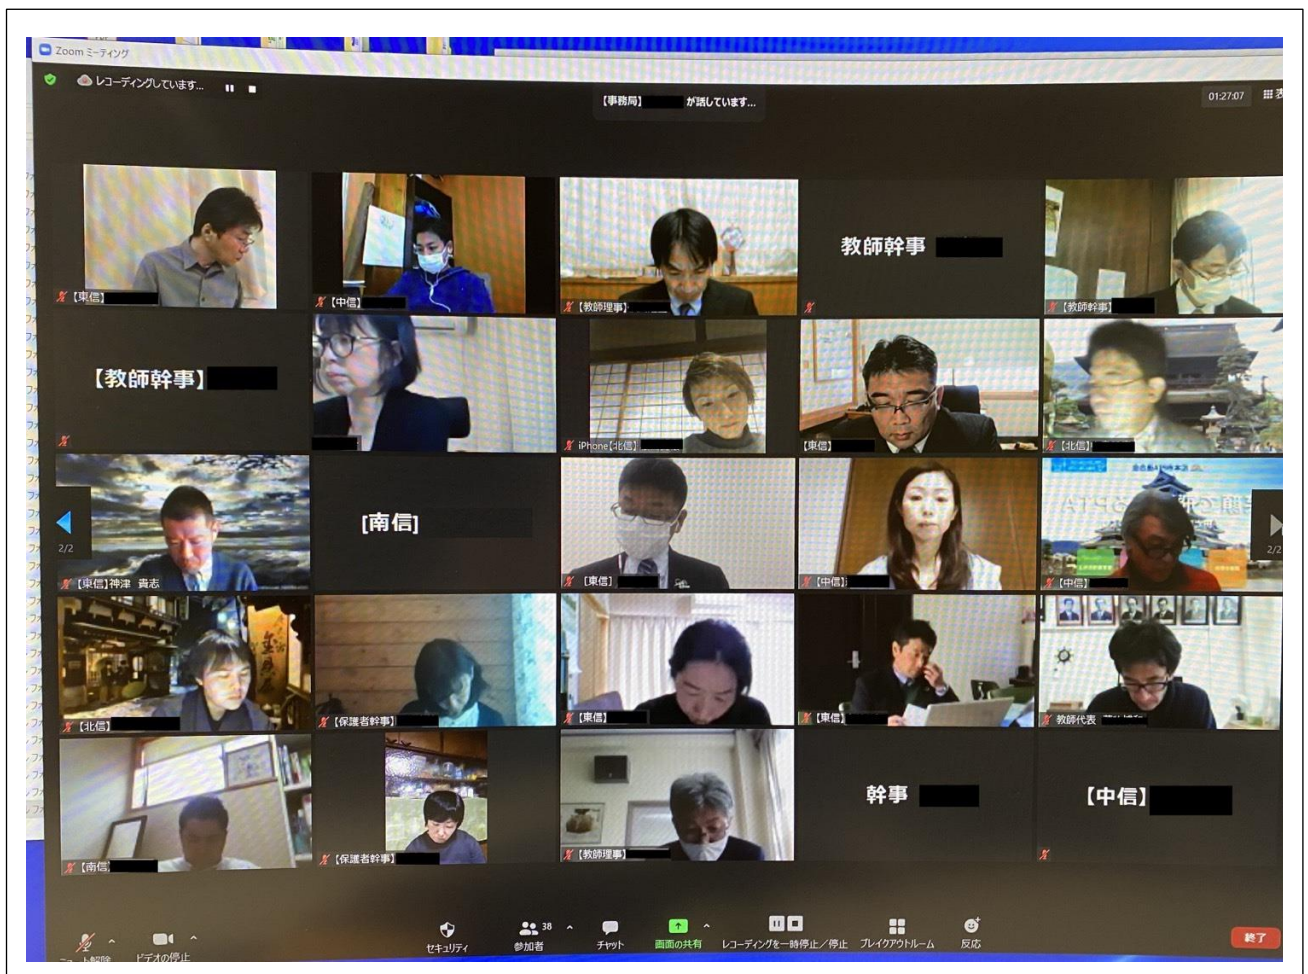 Zoom ミーティング
レコーディングしています...
【事務局】 が話しています...
01:27:07
表
【東信】
【中信】
【教師理事】
教師幹事
【教師幹事】
【教師幹事】
iPhone【北信】
【東信】
【北信】
2/2
【東信】神津 貴志
[南信]
[東信]
【中信】
【中信】
2/2
【北信】
【保護者幹事】
【東信】
【東信】
教師代表
【南信】
【保護者幹事】
【教師理事】
幹事
【中信】
ミュート解除
ビデオの停止
セキュリティ
38
参加者
チャット
画面の共有
レコーディングを一時停止／停止
ブレイクアウトルーム
反応
終了